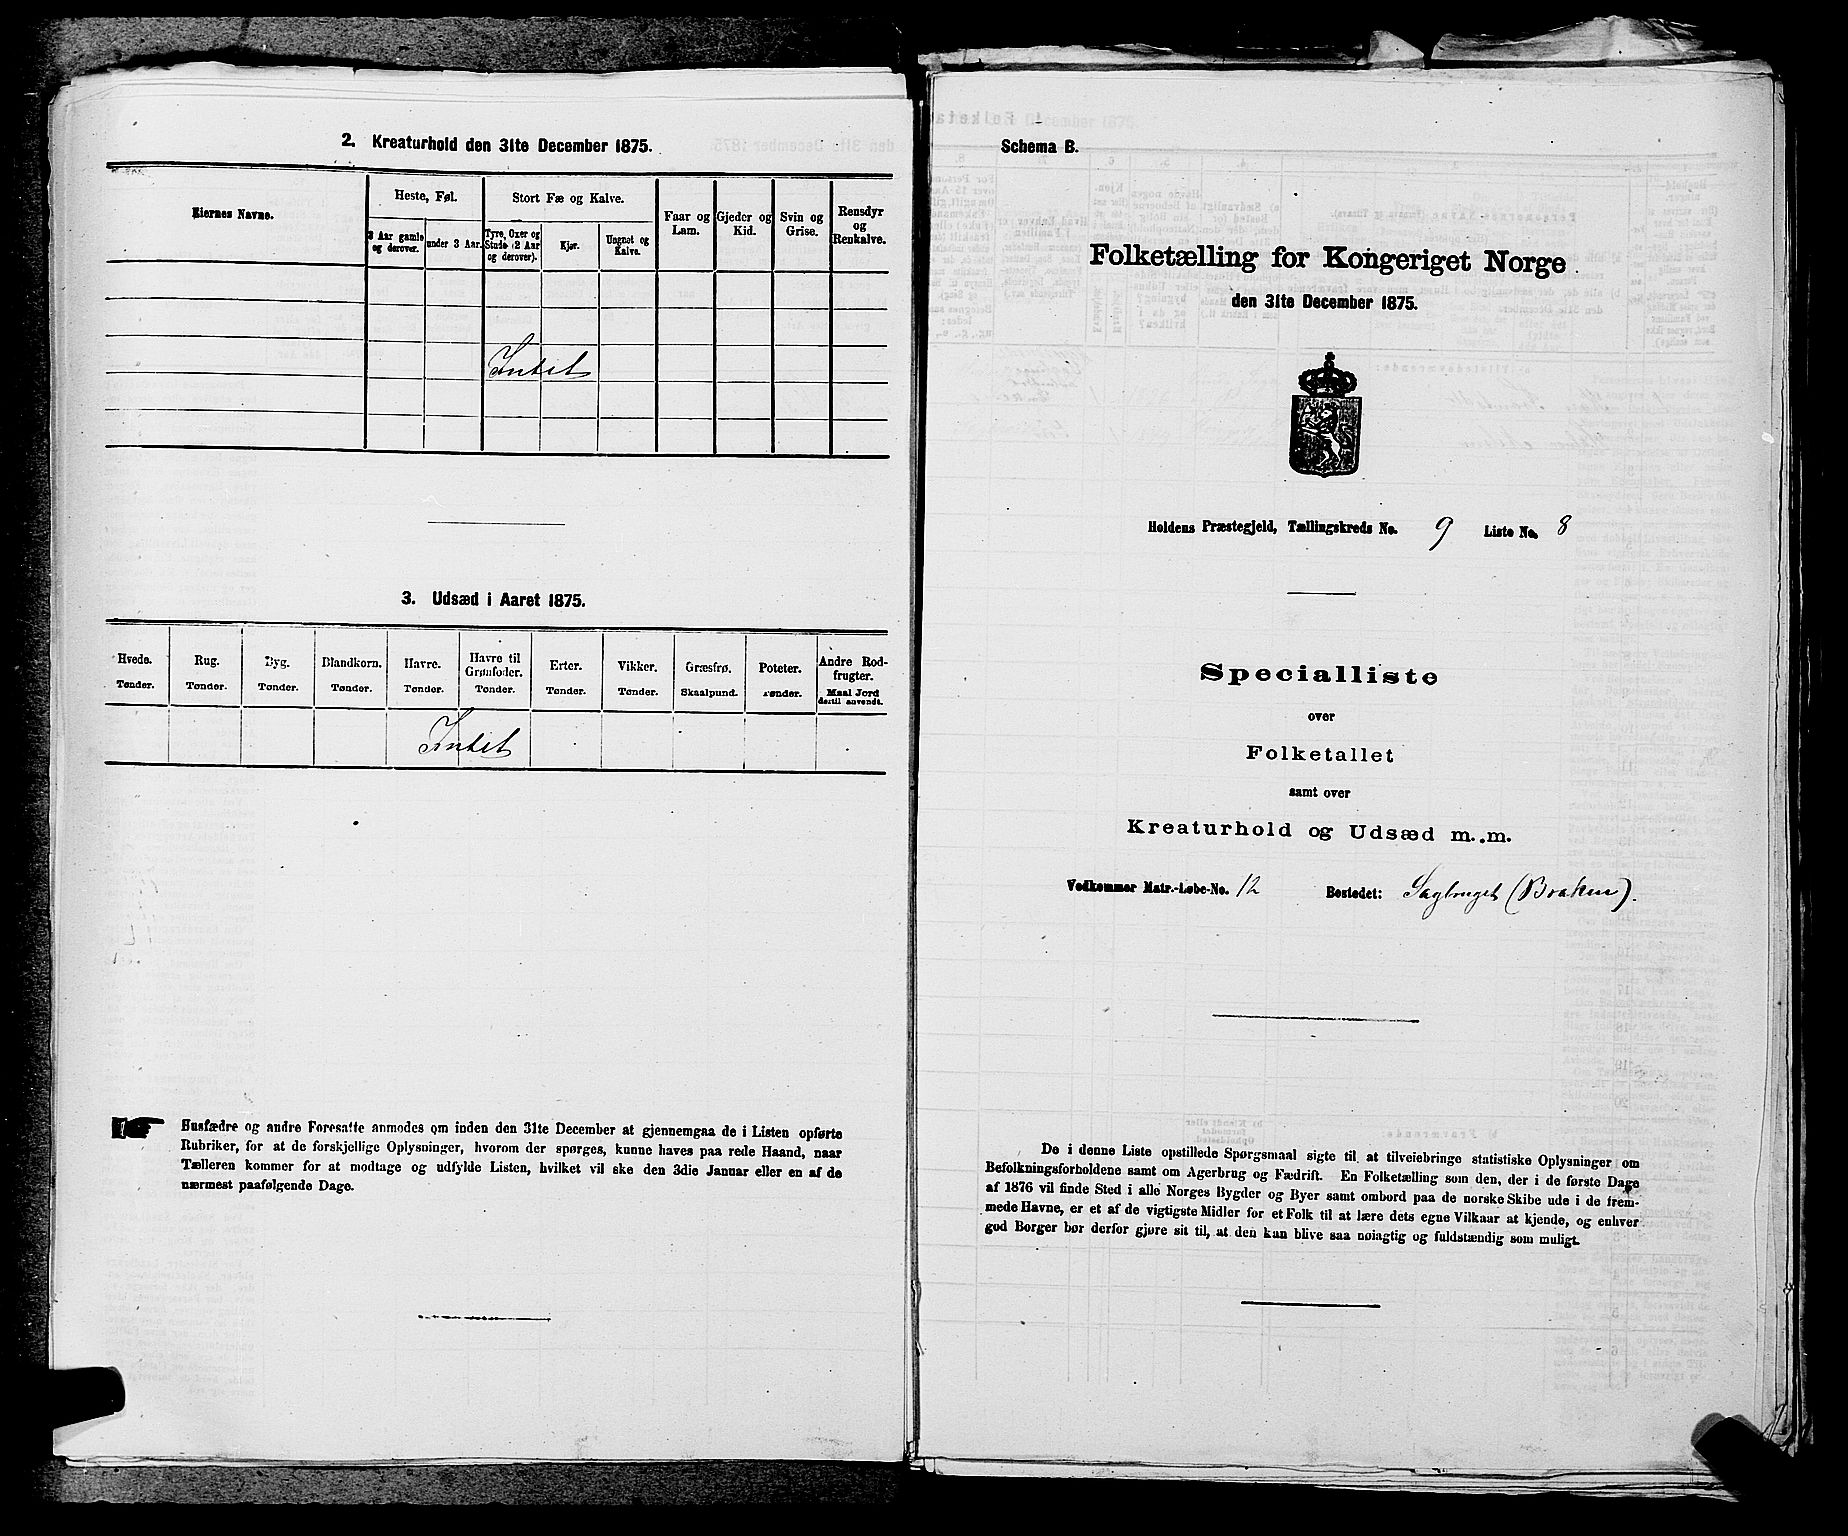 2. Kreaturhold den 31te December 1875.
Eiernes Navne.
Heste, Føl.
Stort Fæ og Kalve.
Faar og Lam.
Gjeder og Kid.
Svin og Grise.
Rensdyr og Renkalve.
3 Aar gamle og derover.
under 3 Aar.
Tyre, Oxer og Stude (2 Aar og derover).
Kjør.
Ungnøt og Kalve.
Intet
3. Udsæd i Aaret 1875.
Hvede. Rug. Byg. Blandkorn. Havre. Havre til Grønfoder. Erter. Vikker. Græsfrø. Poteter. Andre Rodfrugter.
Tønder. Tønder. Tønder. Tønder. Tønder. Tønder. Tønder. Tønder. Skaalpund. Tønder. Maal Jord dertil anvendt.
Intet
Husfædre og andre Foresatte anmodes om inden den 31te December at gjennemgaa de i Listen opførte
Rubriker, for at de forskjellige Oplysninger, hvorom der spørges, kunne haves paa rede Haand, naar
Tælleren kommer for at modtage og udfylde Listen, hvilket vil ske den 3die Januar eller en af de
nærmest paafølgende Dage.
Schema B.
Folketælling for Kongeriget Norge
den 31te December 1875.
Holdens Præstegjeld, Tællingskreds No. 9 Liste No. 8
Specialliste
over
Folketallet
samt over
Kreaturhold og Udsæd m. m.
Vedkommer Matr.-Løbe-No. 12 Bostedet: Sagbruget (Braken).
De i denne Liste opstillede Spørgsmaal sigte til at tilveiebringe statistiske Oplysninger om
Befolkningsforholdene samt om Agerbrug og Fædrift. En Folketælling som den, der i de første Dage
af 1876 vil finde Sted i alle Norges Bygder og Byer samt ombord paa de norske Skibe ude i de frem-
mede Havne, er et af de vigtigste Midler for et Folk til at lære dets egne Vilkaar at kjende, og enhver
god Borger bør derfor gjøre sit til, at den kan blive saa nøiagtig og fuldstændig som muligt.